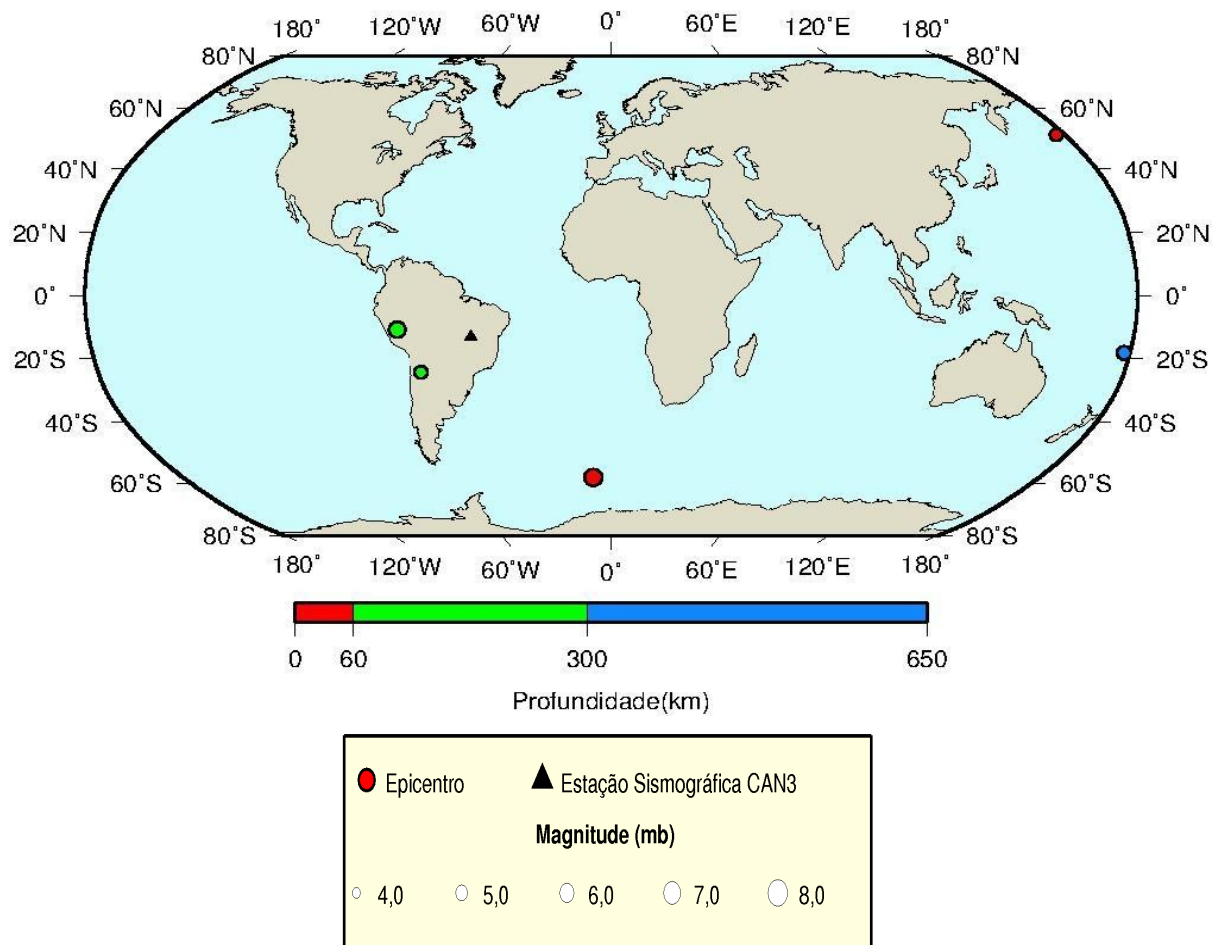 180˚ 120˚W 60˚W 0˚ 60˚E 120˚E 180˚
80˚N 80˚N
60˚N 60˚N
40˚N 40˚N
20˚N 20˚N
0˚ 0˚
20˚S 20˚S
40˚S 40˚S
60˚S 60˚S
80˚S 80˚S
180˚ 120˚W 60˚W 0˚ 60˚E 120˚E 180˚
0 60 300 650
Profundidade(km)
Epicentro Estação Sismográfica CAN3
Magnitude (mb)
4,0 5,0 6,0 7,0 8,0